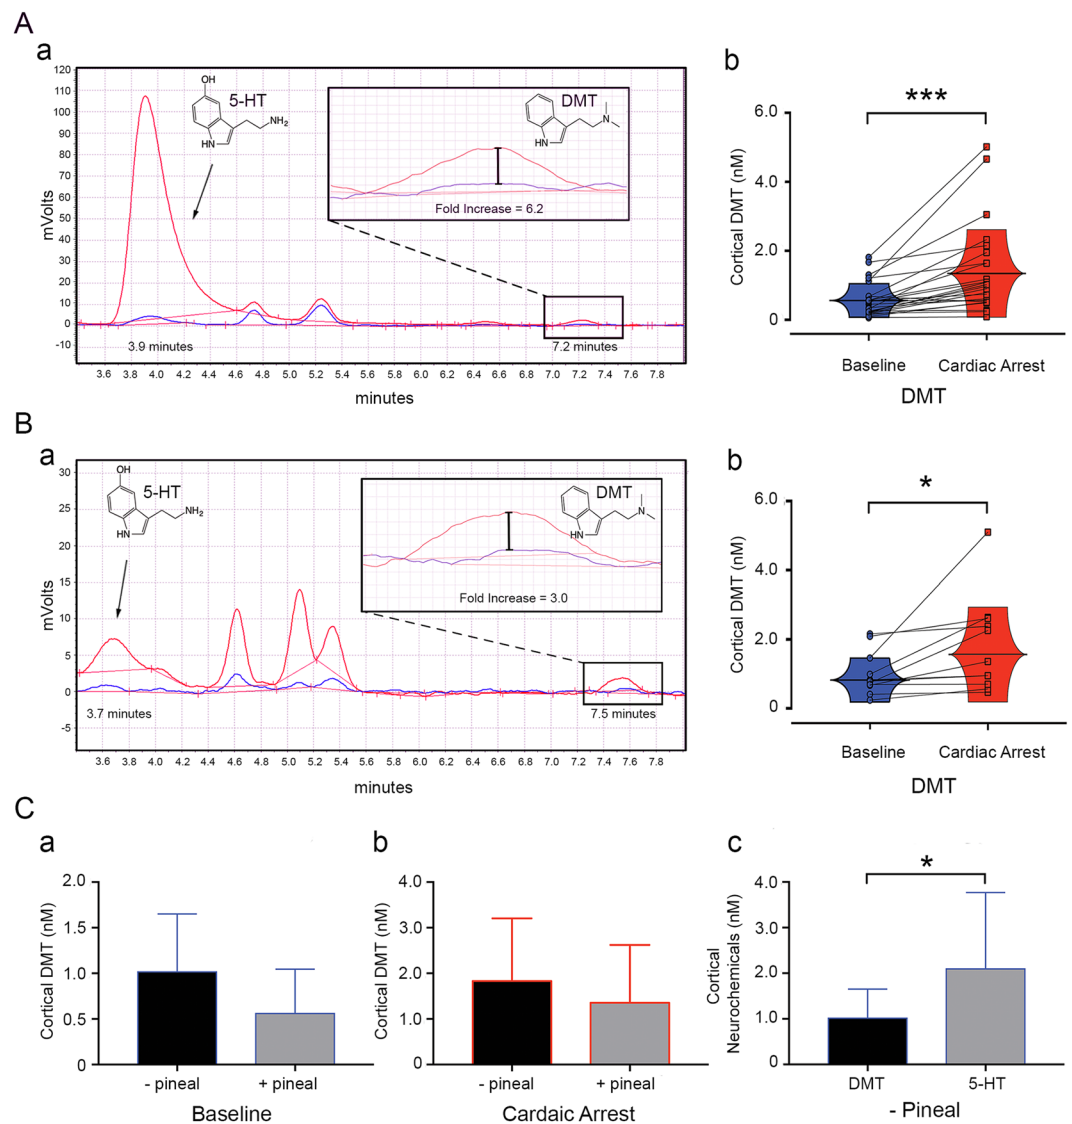 A
a
b
120
110
100
90
80
70
60
50
40
30
20
10
0
-10
mVolts
OH
5-HT
NH₂
HN
DMT
N
HN
Fold Increase = 6.2
3.9 minutes
7.2 minutes
3.6 3.8 4.0 4.2 4.4 4.6 4.8 5.0 5.2 5.4 5.6 5.8 6.0 6.2 6.4 6.6 6.8 7.0 7.2 7.4 7.6 7.8
minutes
***
6.0
4.0
2.0
0
Cortical DMT (nM)
Baseline Cardiac Arrest
DMT
B
a
b
30
25
20
15
10
5
0
-5
mVolts
OH
5-HT
NH₂
HN
DMT
N
HN
Fold Increase = 3.0
3.7 minutes
7.5 minutes
3.6 3.8 4.0 4.2 4.4 4.6 4.8 5.0 5.2 5.4 5.6 5.8 6.0 6.2 6.4 6.6 6.8 7.0 7.2 7.4 7.6 7.8
minutes
*
6.0
4.0
2.0
0
Cortical DMT (nM)
Baseline Cardiac Arrest
DMT
C
a
2.0
1.5
1.0
0.5
0
Cortical DMT (nM)
- pineal + pineal
Baseline
b
4.0
3.0
2.0
1.0
0
Cortical DMT (nM)
- pineal + pineal
Cardaic Arrest
c
*
4.0
3.0
2.0
1.0
0
Cortical
Neurochemicals (nM)
DMT 5-HT
- Pineal